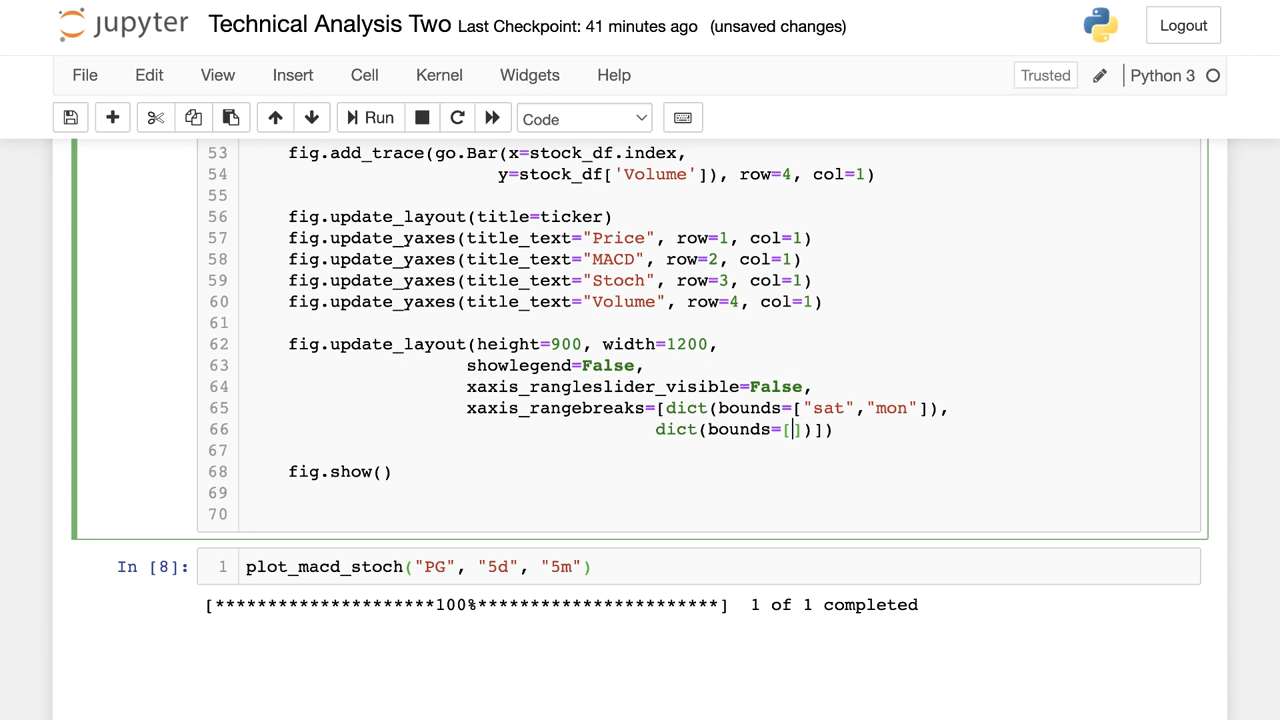 jupyter Technical Analysis Two Last Checkpoint: 41 minutes ago (unsaved changes) Logout
File Edit View Insert Cell Kernel Widgets Help Trusted Python 3
Run Code
53 fig.add_trace(go.Bar(x=stock_df.index,
54 y=stock_df['Volume']), row=4, col=1)
55
56 fig.update_layout(title=ticker)
57 fig.update_yaxes(title_text="Price", row=1, col=1)
58 fig.update_yaxes(title_text="MACD", row=2, col=1)
59 fig.update_yaxes(title_text="Stoch", row=3, col=1)
60 fig.update_yaxes(title_text="Volume", row=4, col=1)
61
62 fig.update_layout(height=900, width=1200,
63 showlegend=False,
64 xaxis_rangleslider_visible=False,
65 xaxis_rangebreaks=[dict(bounds=["sat","mon"]),
66 dict(bounds=[])])
67
68 fig.show()
69
70
In [8]: 1 plot_macd_stoch("PG", "5d", "5m")
[*********************100%***********************] 1 of 1 completed